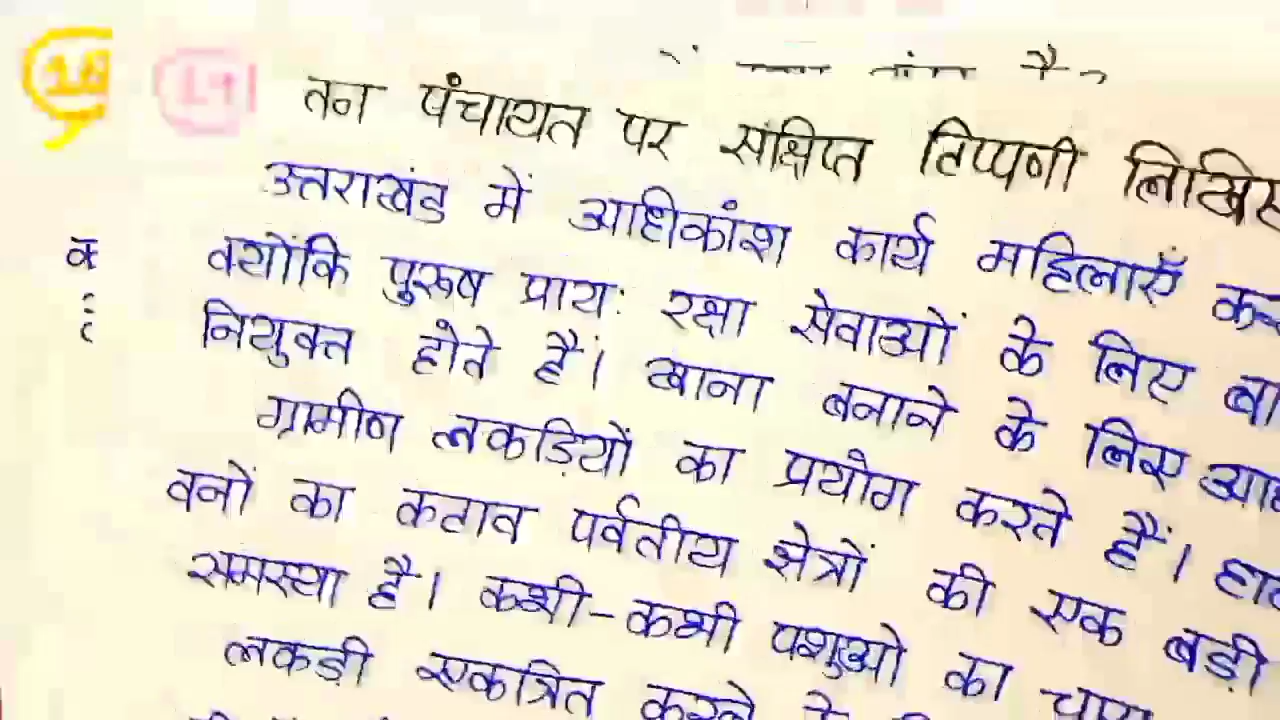 वन पंचायत पर संक्षिप्त टिप्पणी लिखिए
उत्तराखंड में अधिकांश कार्य महिलाएँ
क्योंकि पुरूष प्रायः रक्षा सेवाओं के लिए
नियुक्त होते हैं। खाना बनाने के लिए
ग्रामीण लकड़ियों का प्रयोग करते हैं।
वनों का कटाव पर्वतीय क्षेत्रों की एक बड़ी
समस्या है। कभी-कभी पशुओ का
लकड़ी एकत्रित करने